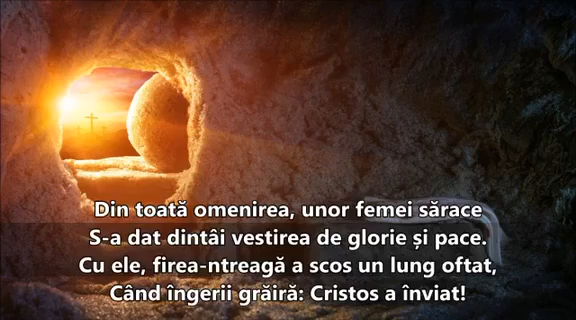 Din toată omenirea, unor femei sărace
S-a dat dintâi vestirea de glorie și pace.
Cu ele, firea-ntreagă a scos un lung oftat,
Când îngerii grăiră: Cristos a înviat!